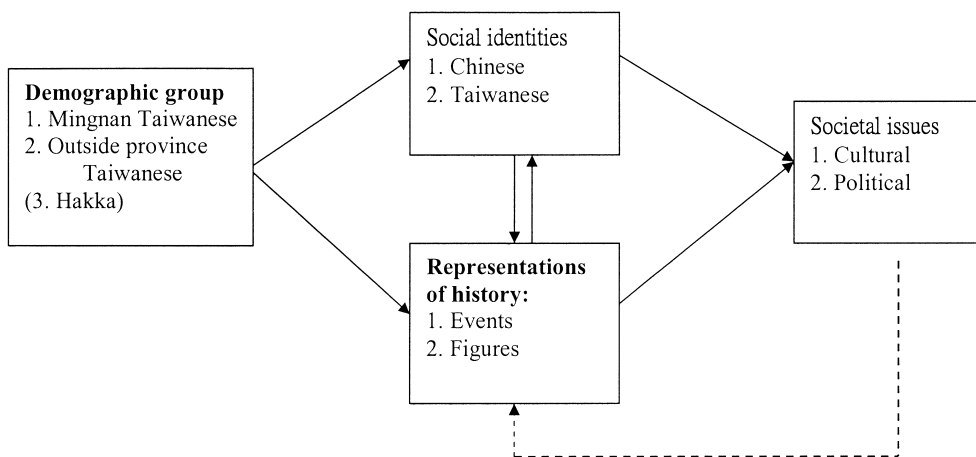 Demographic group
1. Mingnan Taiwanese
2. Outside province
Taiwanese
(3. Hakka)
Social identities
1. Chinese
2. Taiwanese
Representations
of history:
1. Events
2. Figures
Societal issues
1. Cultural
2. Political